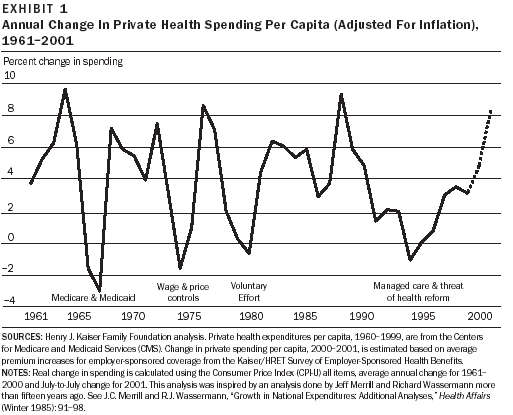 EXHIBIT 1
Annual Change In Private Health Spending Per Capita (Adjusted For Inflation),
1961–2001
Percent change in spending
10
8
6
4
2
0
–2
–4
Medicare & Medicaid
Wage & price
controls
Voluntary
Effort
Managed care & threat
of health reform
1961 1965 1970 1975 1980 1985 1990 1995 2000
SOURCES: Henry J. Kaiser Family Foundation analysis. Private health expenditures per capita, 1960–1999, are from the Centers
for Medicare and Medicaid Services (CMS). Change in private spending per capita, 2000–2001, is estimated based on average
premium increases for employer-sponsored coverage from the Kaiser/HRET Survey of Employer-Sponsored Health Benefits.
NOTES: Real change in spending is calculated using the Consumer Price Index (CPI-U) all items, average annual change for 1961–
2000 and July-to-July change for 2001. This analysis was inspired by an analysis done by Jeff Merrill and Richard Wassermann more
than fifteen years ago. See J.C. Merrill and R.J. Wassermann, “Growth in National Expenditures: Additional Analyses,” Health Affairs
(Winter 1985): 91–98.